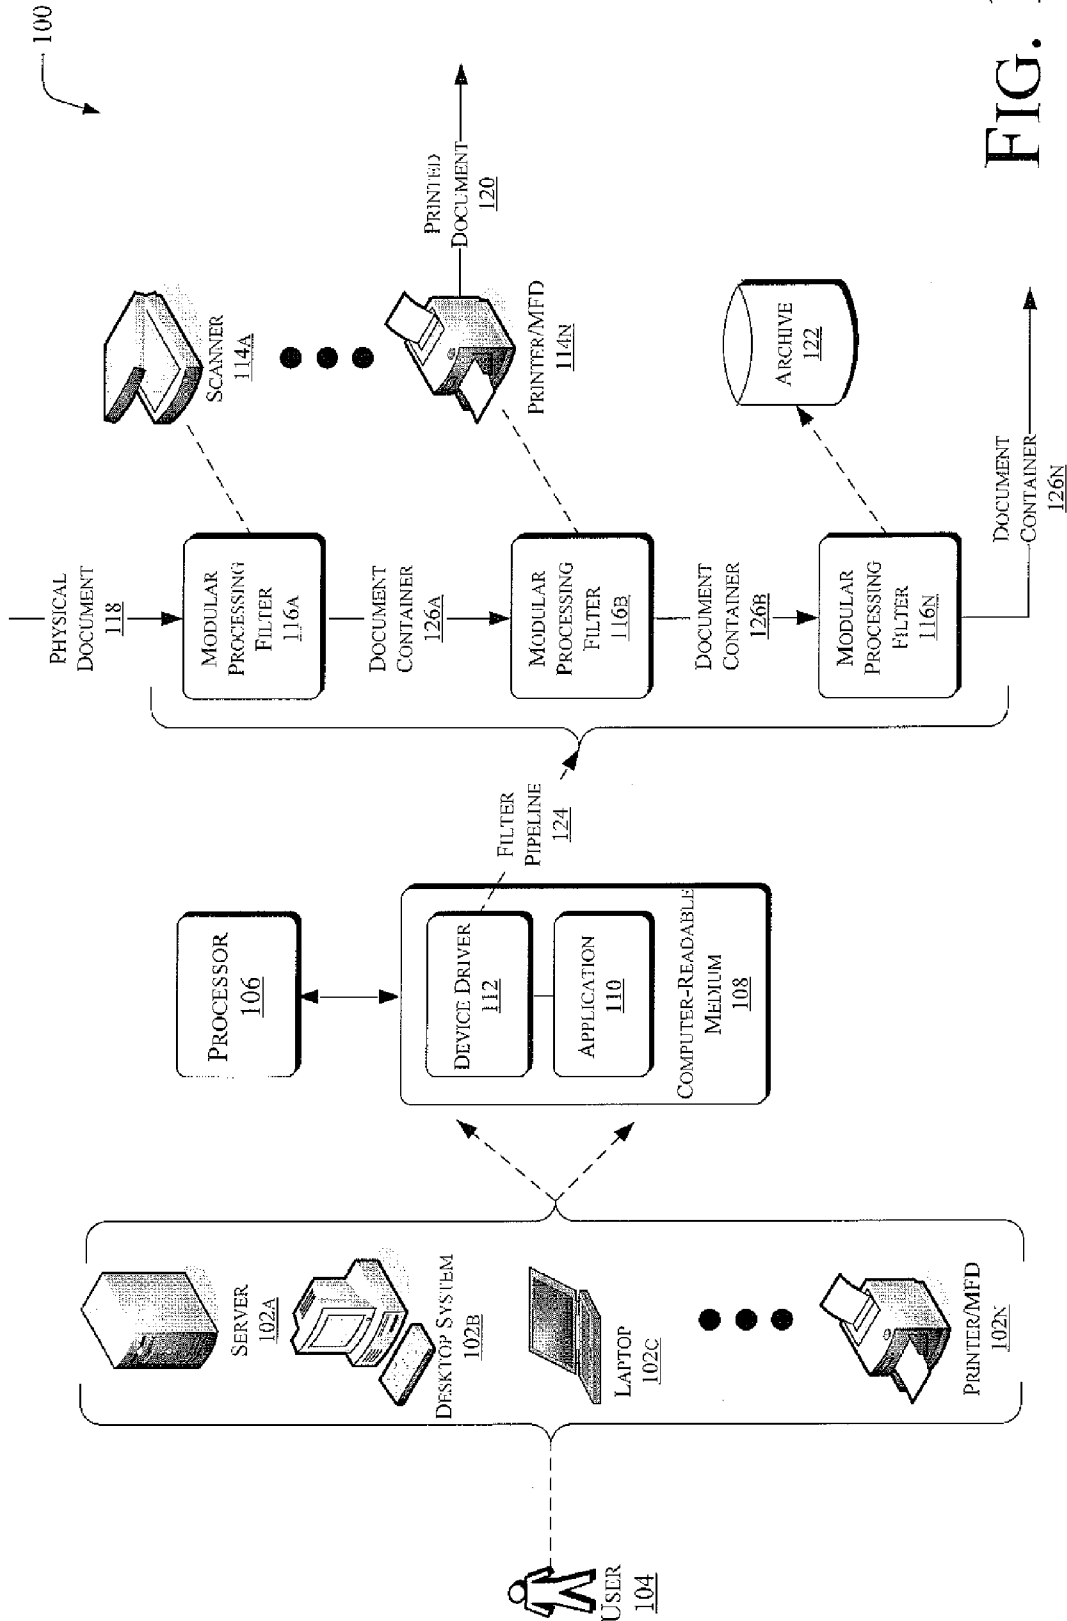 100
PHYSICAL
DOCUMENT
118
MODULAR
PROCESSING
FILTER
116A
SCANNER
114A
DOCUMENT
CONTAINER
126A
MODULAR
PROCESSING
FILTER
116B
PRINTER/MFD
114N
PRINTED
DOCUMENT
120
DOCUMENT
CONTAINER
126B
MODULAR
PROCESSING
FILTER
116N
ARCHIVE
122
DOCUMENT
CONTAINER
126N
FILTER
PIPELINE
124
PROCESSOR
106
DEVICE DRIVER
112
APPLICATION
110
COMPUTER-READABLE
MEDIUM
108
SERVER
102A
DESKTOP SYSTEM
102B
LAPTOP
102C
PRINTER/MFD
102N
USER
104
FIG.